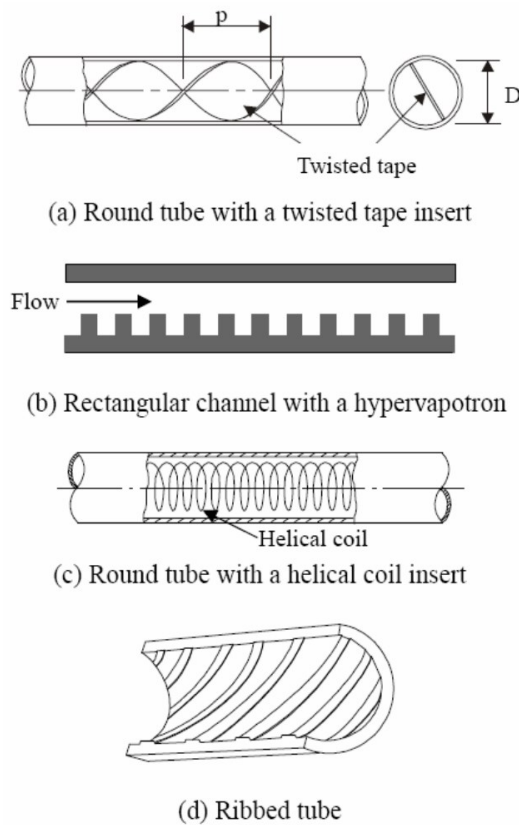 p
D
Twisted tape
(a) Round tube with a twisted tape insert
Flow
(b) Rectangular channel with a hypervapotron
Helical coil
(c) Round tube with a helical coil insert
(d) Ribbed tube